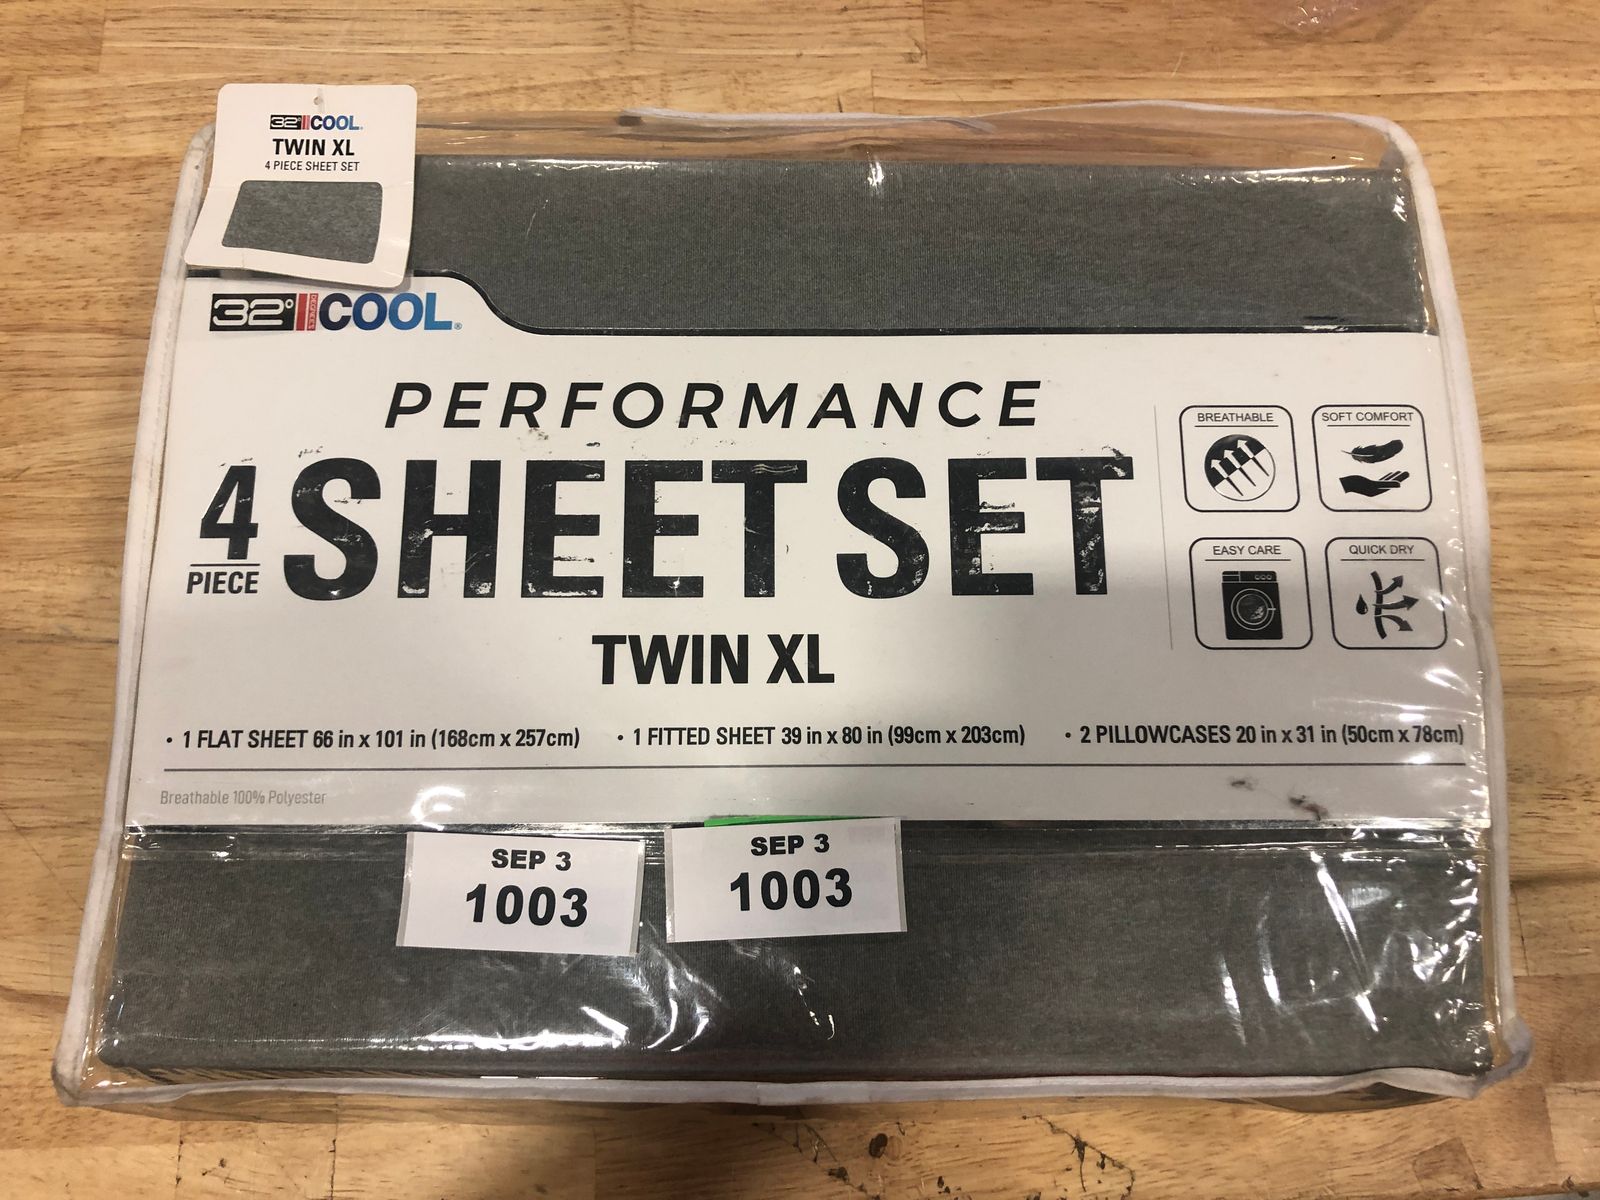 32° COOL.
TWIN XL
4 PIECE SHEET SET
32° DEGREES COOL®
PERFORMANCE
4 PIECE SHEET SET
TWIN XL
BREATHABLE
SOFT COMFORT
EASY CARE
QUICK DRY
• 1 FLAT SHEET 66 in x 101 in (168cm x 257cm) • 1 FITTED SHEET 39 in x 80 in (99cm x 203cm) • 2 PILLOWCASES 20 in x 31 in (50cm x 78cm)
Breathable 100% Polyester
SEP 3
1003
SEP 3
1003